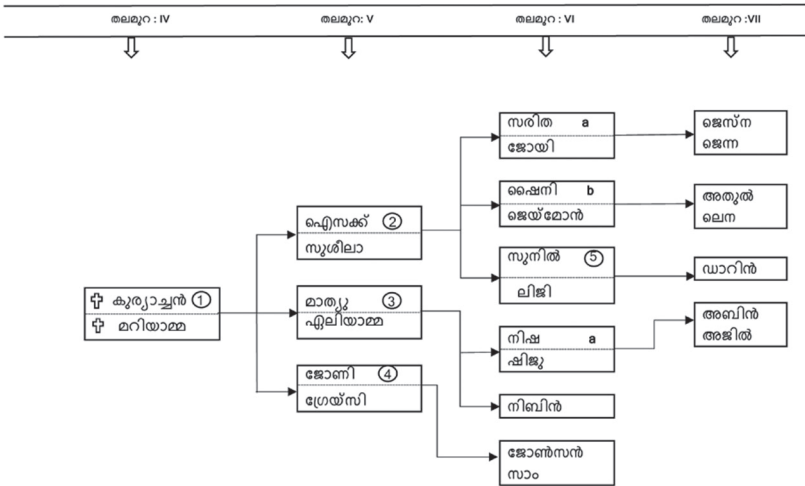 തലമുറ : IV
തലമുറ: V
തലമുറ : VI
തലമുറ :VII
✞ കുര്യാച്ചൻ ①
✞ മറിയാമ്മ
ഐസക്ക് ②
സുശീലാ
മാത്യു ③
ഏലിയാമ്മ
ജോണി ④
ഗ്രേയ്സി
സരിത a
ജോയി
ഷൈനി b
ജെയ്മോൻ
സുനിൽ ⑤
ലിജി
നിഷ a
ഷിജു
നിബിൻ
ജോൺസൻ
സാം
ജെസ്ന
ജെന്ന
അതുൽ
ലെന
ഡാറിൻ
അബിൻ
അജിൽ